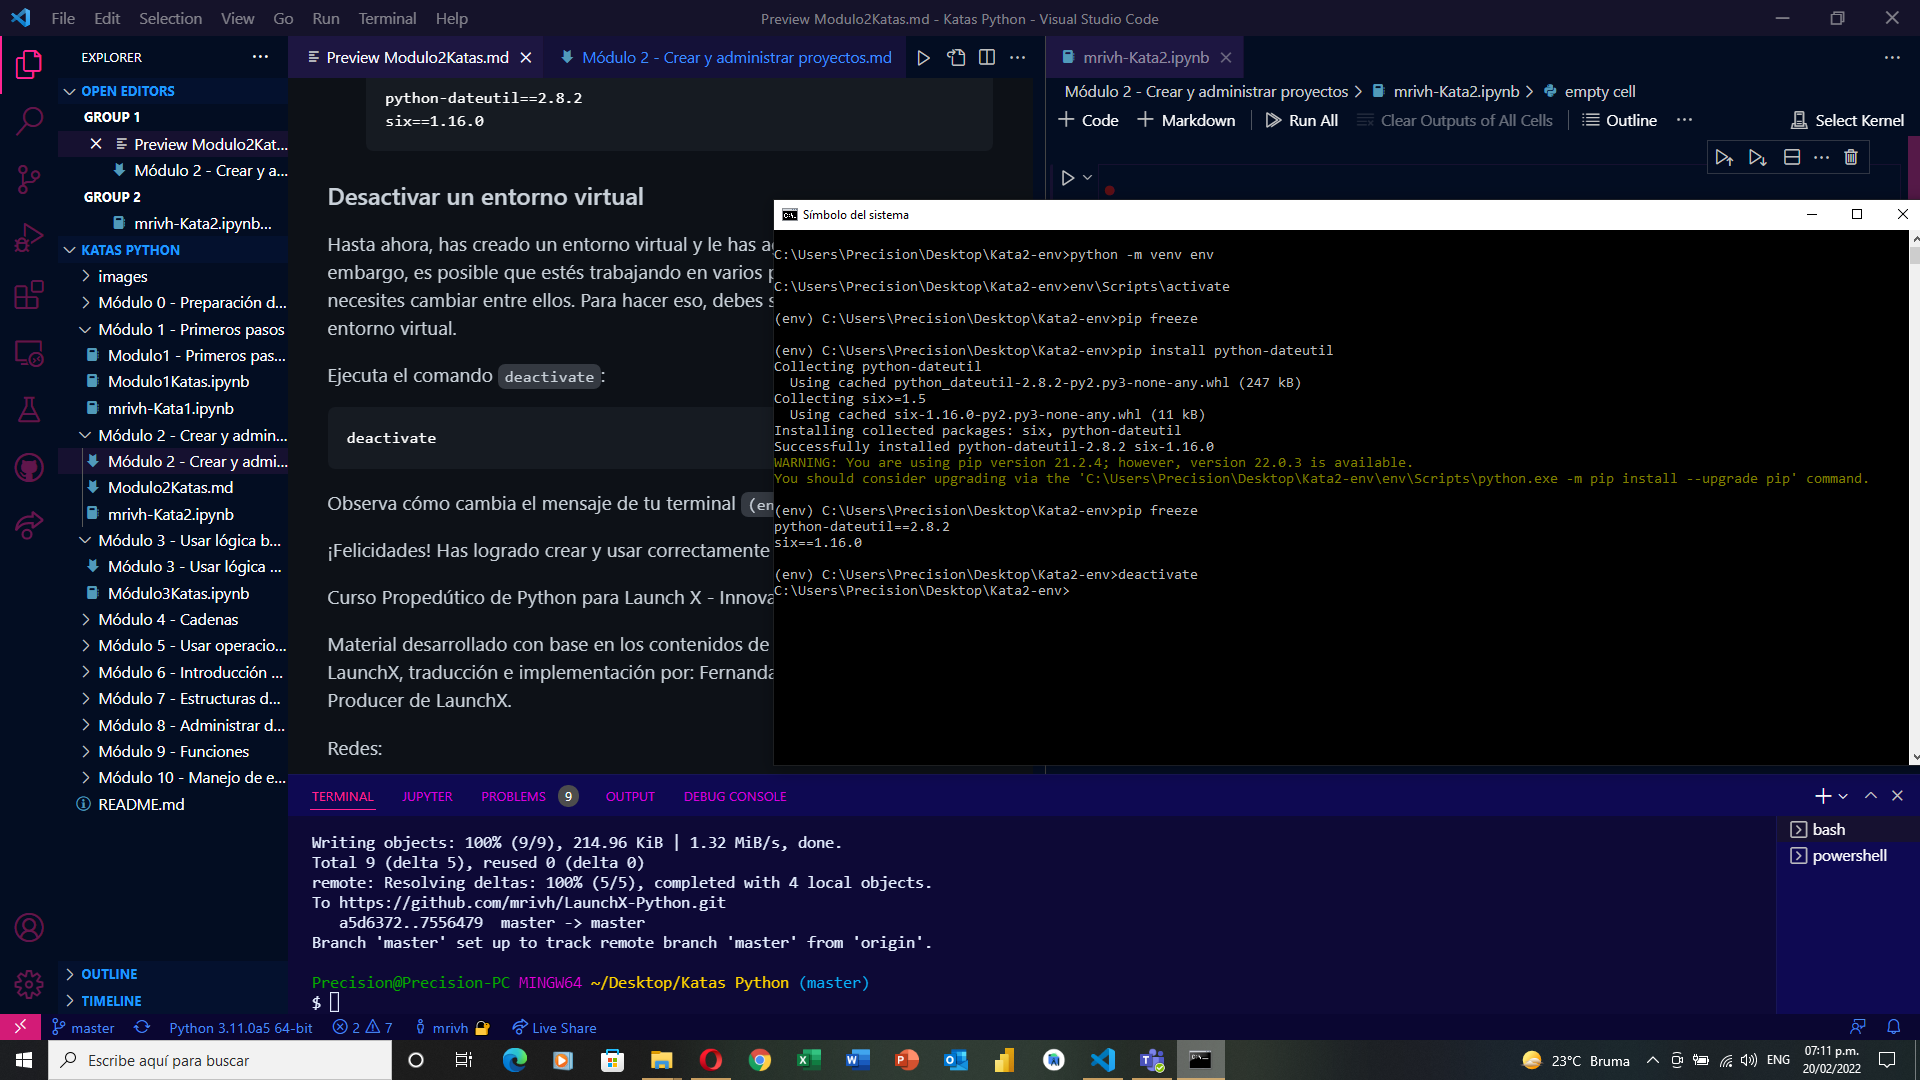 File Edit Selection View Go Run Terminal Help
Preview Modulo2Katas.md - Katas Python - Visual Studio Code
EXPLORER
OPEN EDITORS
GROUP 1
Preview Modulo2Kat...
Módulo 2 - Crear y a...
GROUP 2
mrivh-Kata2.ipynb...
KATAS PYTHON
images
Módulo 0 - Preparación d...
Módulo 1 - Primeros pasos
Modulo1 - Primeros pas...
Modulo1Katas.ipynb
mrivh-Kata1.ipynb
Módulo 2 - Crear y admin...
Módulo 2 - Crear y admi...
Modulo2Katas.md
mrivh-Kata2.ipynb
Módulo 3 - Usar lógica b...
Módulo 3 - Usar lógica ...
Módulo3Katas.ipynb
Módulo 4 - Cadenas
Módulo 5 - Usar operacio...
Módulo 6 - Introducción ...
Módulo 7 - Estructuras d...
Módulo 8 - Administrar d...
Módulo 9 - Funciones
Módulo 10 - Manejo de e...
README.md
OUTLINE
TIMELINE
Preview Modulo2Katas.md
Módulo 2 - Crear y administrar proyectos.md
python-dateutil==2.8.2
six==1.16.0
Desactivar un entorno virtual
Hasta ahora, has creado un entorno virtual y le has a
embargo, es posible que estés trabajando en varios
necesites cambiar entre ellos. Para hacer eso, debes
entorno virtual.
Ejecuta el comando deactivate:
deactivate
Observa cómo cambia el mensaje de tu terminal (en
¡Felicidades! Has logrado crear y usar correctamente
Curso Propedútico de Python para Launch X - Innova
Material desarrollado con base en los contenidos de
LaunchX, traducción e implementación por: Fernanda
Producer de LaunchX.
Redes:
mrivh-Kata2.ipynb
Módulo 2 - Crear y administrar proyectos > mrivh-Kata2.ipynb > empty cell
Code Markdown Run All Clear Outputs of All Cells Outline Select Kernel
Símbolo del sistema
C:\Users\Precision\Desktop\Kata2-env>python -m venv env
C:\Users\Precision\Desktop\Kata2-env>env\Scripts\activate
(env) C:\Users\Precision\Desktop\Kata2-env>pip freeze
(env) C:\Users\Precision\Desktop\Kata2-env>pip install python-dateutil
Collecting python-dateutil
  Using cached python_dateutil-2.8.2-py2.py3-none-any.whl (247 kB)
Collecting six>=1.5
  Using cached six-1.16.0-py2.py3-none-any.whl (11 kB)
Installing collected packages: six, python-dateutil
Successfully installed python-dateutil-2.8.2 six-1.16.0
WARNING: You are using pip version 21.2.4; however, version 22.0.3 is available.
You should consider upgrading via the 'C:\Users\Precision\Desktop\Kata2-env\env\Scripts\python.exe -m pip install --upgrade pip' command.
(env) C:\Users\Precision\Desktop\Kata2-env>pip freeze
python-dateutil==2.8.2
six==1.16.0
(env) C:\Users\Precision\Desktop\Kata2-env>deactivate
C:\Users\Precision\Desktop\Kata2-env>
TERMINAL JUPYTER PROBLEMS 9 OUTPUT DEBUG CONSOLE
Writing objects: 100% (9/9), 214.96 KiB | 1.32 MiB/s, done.
Total 9 (delta 5), reused 0 (delta 0)
remote: Resolving deltas: 100% (5/5), completed with 4 local objects.
To https://github.com/mrivh/LaunchX-Python.git
   a5d6372..7556479  master -> master
Branch 'master' set up to track remote branch 'master' from 'origin'.
Precision@Precision-PC MINGW64 ~/Desktop/Katas Python (master)
$
bash
powershell
master Python 3.11.0a5 64-bit 2 7 mrivh Live Share
Escribe aquí para buscar
23°C Bruma ENG
07:11 p.m.
20/02/2022